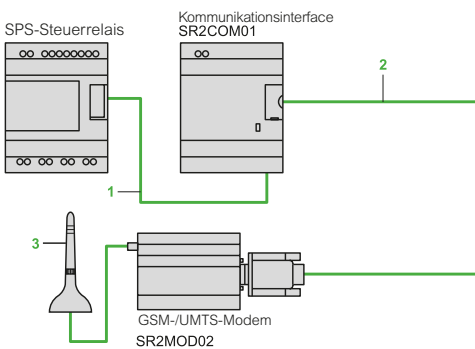 SPS-Steuerrelais
Kommunikationsinterface
SR2COM01
2
1
3
GSM-/UMTS-Modem
SR2MOD02